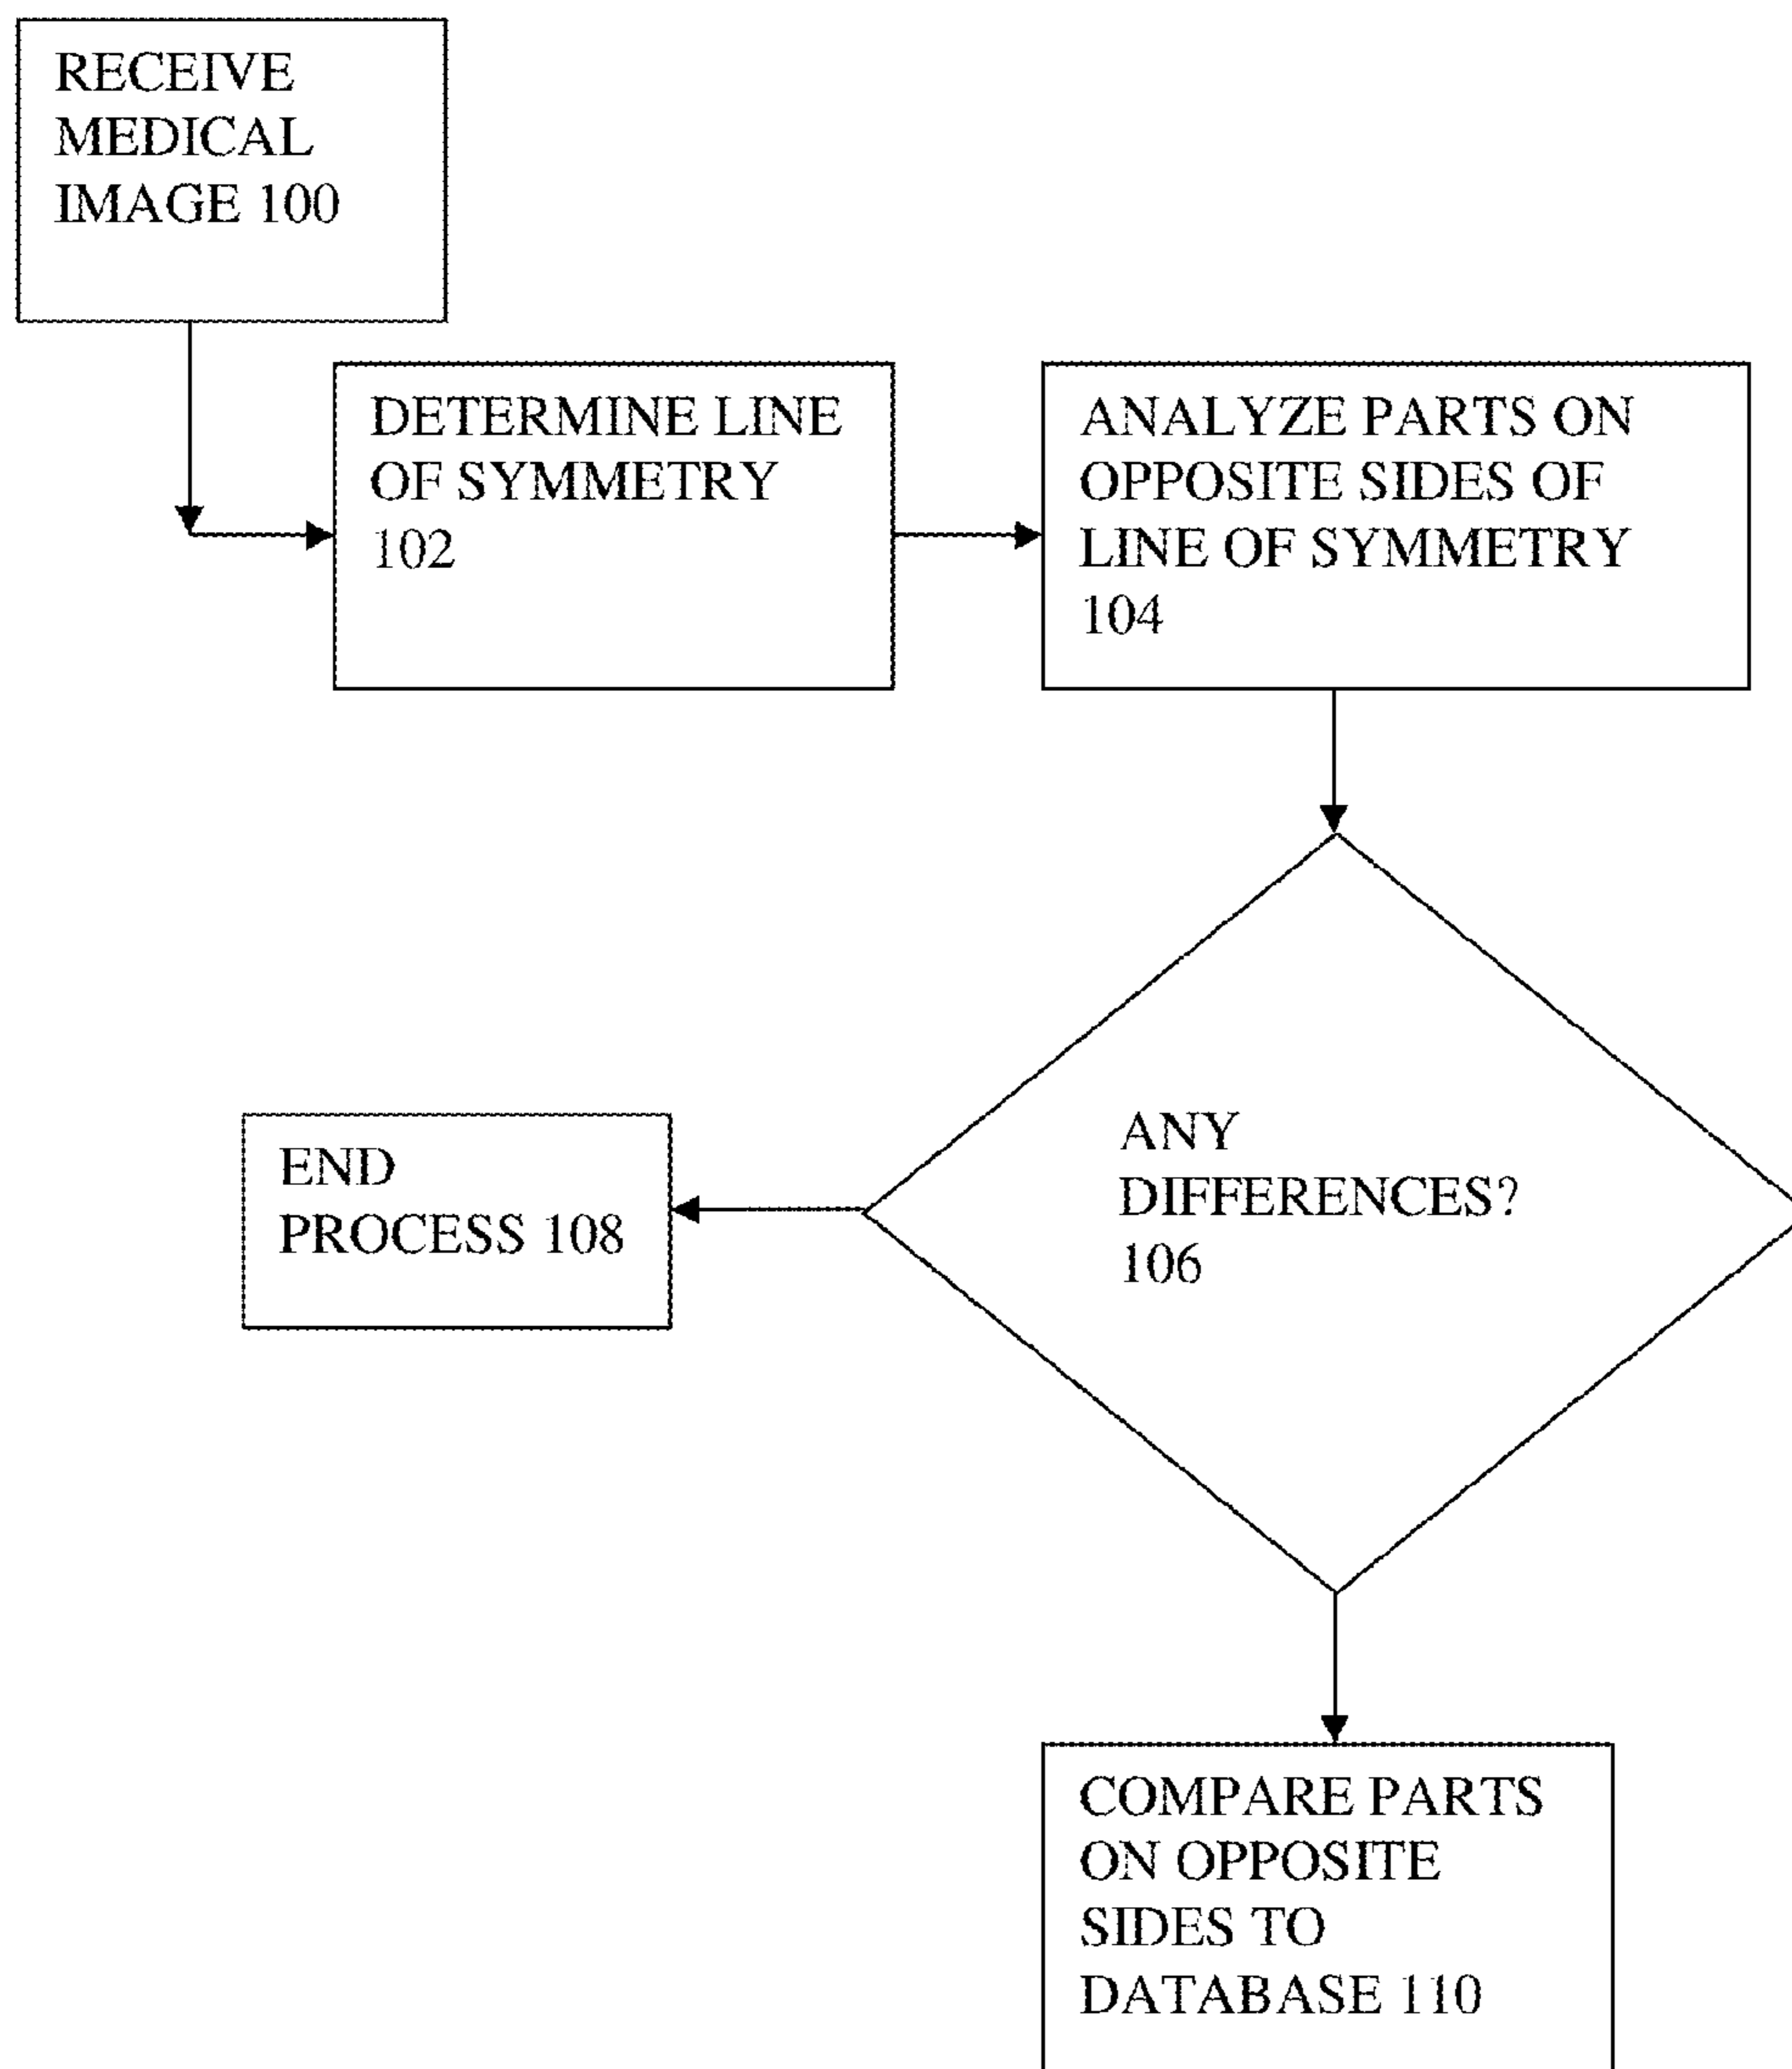 RECEIVE
MEDICAL
IMAGE 100
DETERMINE LINE
OF SYMMETRY
102
ANALYZE PARTS ON
OPPOSITE SIDES OF
LINE OF SYMMETRY
104
ANY
DIFFERENCES?
106
END
PROCESS 108
COMPARE PARTS
ON OPPOSITE
SIDES TO
DATABASE 110